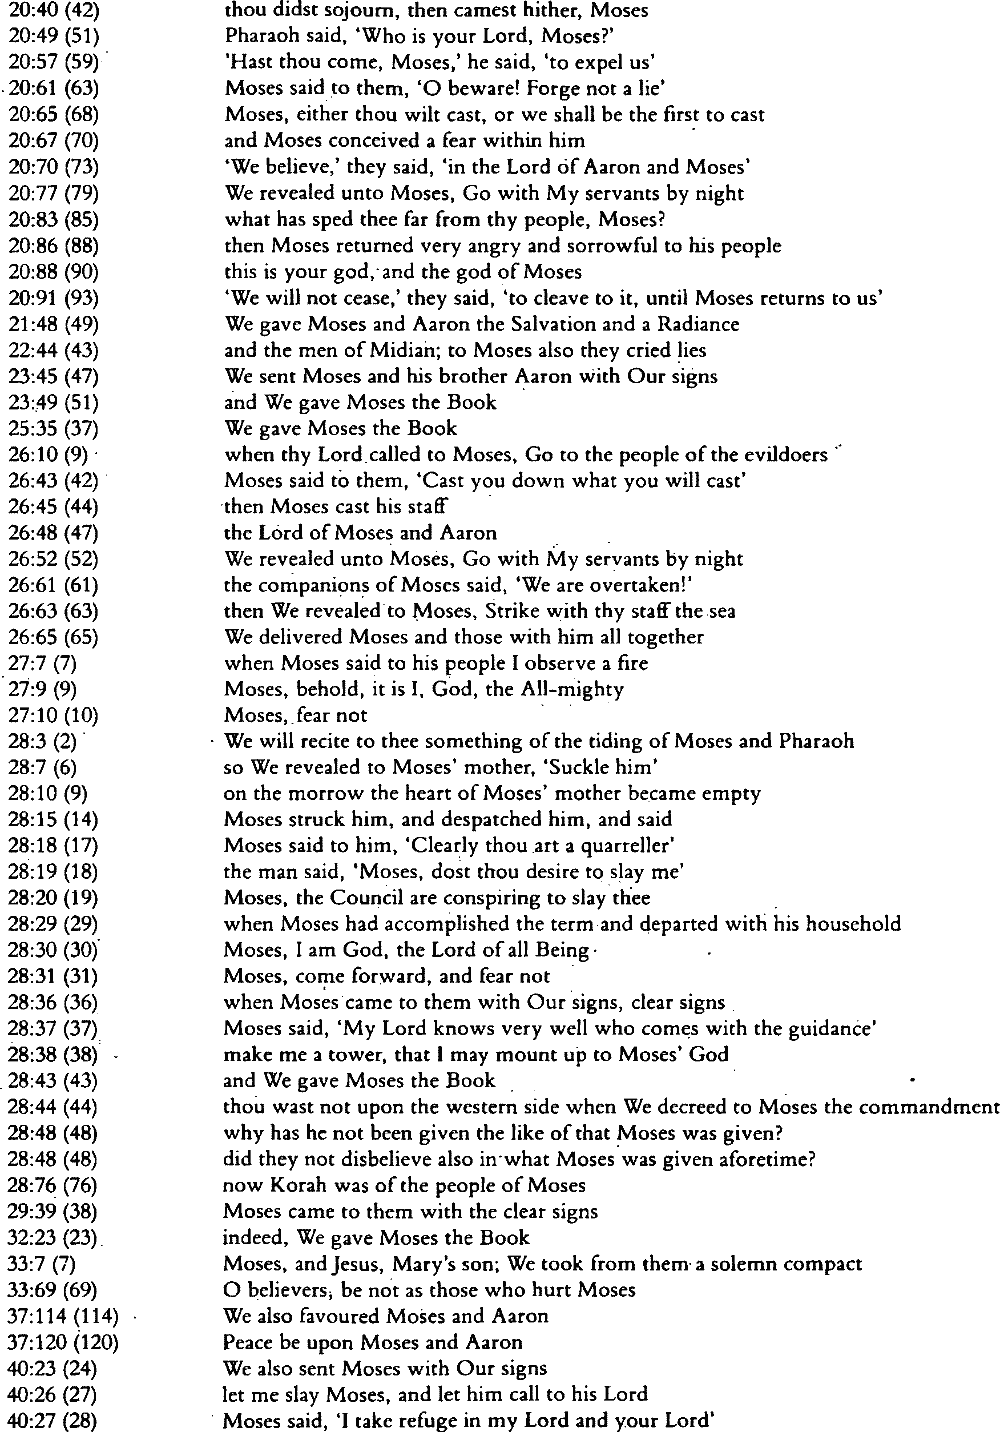 20:40 (42) thou didst sojourn, then camest hither, Moses
20:49 (51) Pharaoh said, ‘Who is your Lord, Moses?’
20:57 (59) 'Hast thou come, Moses,’ he said, ‘to expel us’
20:61 (63) Moses said to them, ‘O beware! Forge not a lie’
20:65 (68) Moses, either thou wilt cast, or we shall be the first to cast
20:67 (70) and Moses conceived a fear within him
20:70 (73) ‘We believe,’ they said, ‘in the Lord of Aaron and Moses’
20:77 (79) We revealed unto Moses, Go with My servants by night
20:83 (85) what has sped thee far from thy people, Moses?
20:86 (88) then Moses returned very angry and sorrowful to his people
20:88 (90) this is your god, and the god of Moses
20:91 (93) ‘We will not cease,’ they said, ‘to cleave to it, until Moses returns to us’
21:48 (49) We gave Moses and Aaron the Salvation and a Radiance
22:44 (43) and the men of Midian; to Moses also they cried lies
23:45 (47) We sent Moses and his brother Aaron with Our signs
23:49 (51) and We gave Moses the Book
25:35 (37) We gave Moses the Book
26:10 (9) when thy Lord called to Moses, Go to the people of the evildoers
26:43 (42) Moses said to them, ‘Cast you down what you will cast’
26:45 (44) then Moses cast his staff
26:48 (47) the Lord of Moses and Aaron
26:52 (52) We revealed unto Moses, Go with My servants by night
26:61 (61) the companions of Moses said, ‘We are overtaken!’
26:63 (63) then We revealed to Moses, Strike with thy staff the sea
26:65 (65) We delivered Moses and those with him all together
27:7 (7) when Moses said to his people I observe a fire
27:9 (9) Moses, behold, it is I, God, the All-mighty
27:10 (10) Moses, fear not
28:3 (2) We will recite to thee something of the tiding of Moses and Pharaoh
28:7 (6) so We revealed to Moses’ mother, ‘Suckle him’
28:10 (9) on the morrow the heart of Moses’ mother became empty
28:15 (14) Moses struck him, and despatched him, and said
28:18 (17) Moses said to him, ‘Clearly thou art a quarreller’
28:19 (18) the man said, ‘Moses, dost thou desire to slay me’
28:20 (19) Moses, the Council are conspiring to slay thee
28:29 (29) when Moses had accomplished the term and departed with his household
28:30 (30) Moses, I am God, the Lord of all Being
28:31 (31) Moses, come forward, and fear not
28:36 (36) when Moses came to them with Our signs, clear signs
28:37 (37) Moses said, ‘My Lord knows very well who comes with the guidance’
28:38 (38) make me a tower, that I may mount up to Moses’ God
28:43 (43) and We gave Moses the Book
28:44 (44) thou wast not upon the western side when We decreed to Moses the commandment
28:48 (48) why has he not been given the like of that Moses was given?
28:48 (48) did they not disbelieve also in what Moses was given aforetime?
28:76 (76) now Korah was of the people of Moses
29:39 (38) Moses came to them with the clear signs
32:23 (23) indeed, We gave Moses the Book
33:7 (7) Moses, and Jesus, Mary's son; We took from them a solemn compact
33:69 (69) O believers, be not as those who hurt Moses
37:114 (114) We also favoured Moses and Aaron
37:120 (120) Peace be upon Moses and Aaron
40:23 (24) We also sent Moses with Our signs
40:26 (27) let me slay Moses, and let him call to his Lord
40:27 (28) Moses said, ‘I take refuge in my Lord and your Lord’